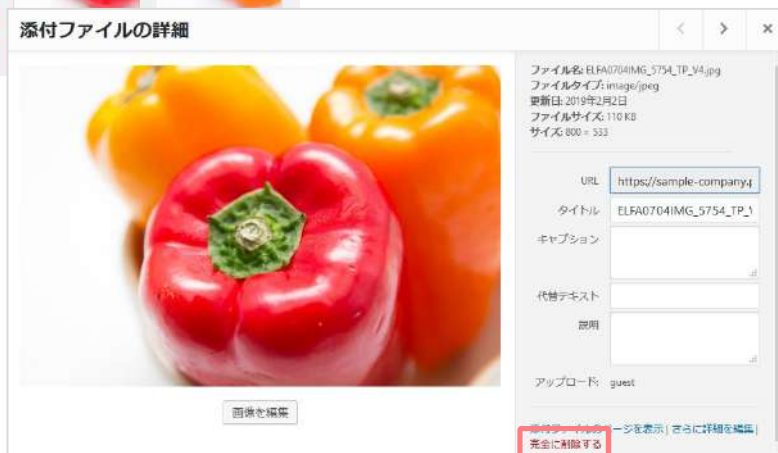 添付ファイルの詳細
ファイル名: ELFA0704IMG_5754_TP_V4.jpg
ファイルタイプ: image/jpeg
更新日: 2019年2月2日
ファイルサイズ: 110 KB
サイズ: 800 × 533
URL https://sample-company.
タイトル ELFA0704IMG_5754_TP_
キャプション
代替テキスト
説明
アップロード: guest
画像を編集
添付ファイルのページを表示 | さらに詳細を編集 |
完全に削除する